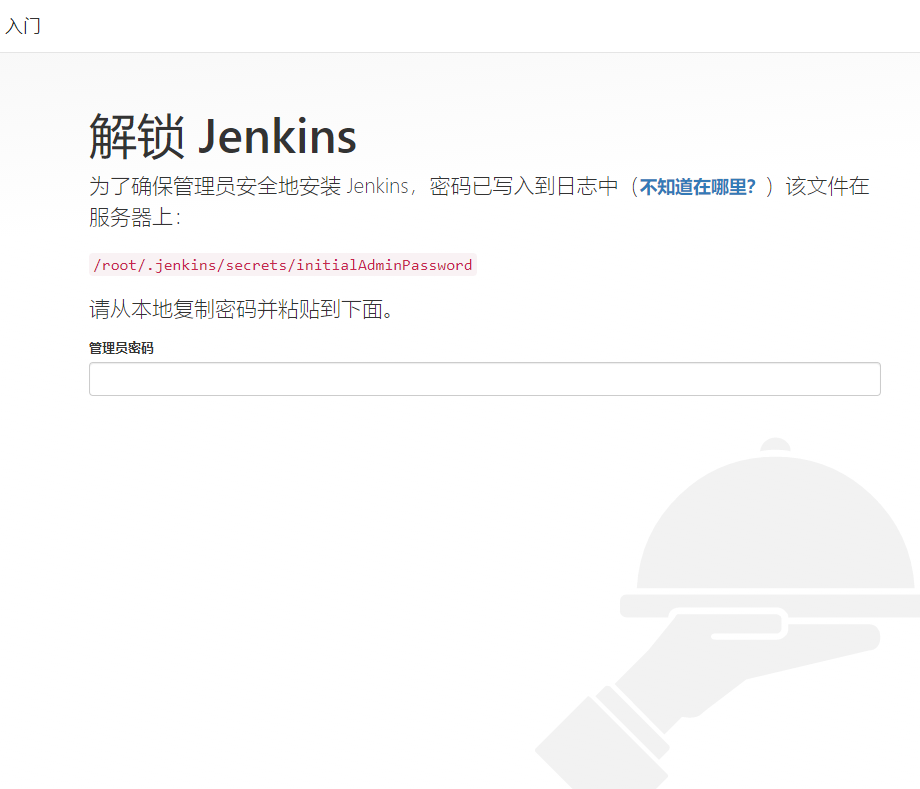 入门
解锁 Jenkins
为了确保管理员安全地安装 Jenkins，密码已写入到日志中（不知道在哪里？）该文件在
服务器上：
/root/.jenkins/secrets/initialAdminPassword
请从本地复制密码并粘贴到下面。
管理员密码